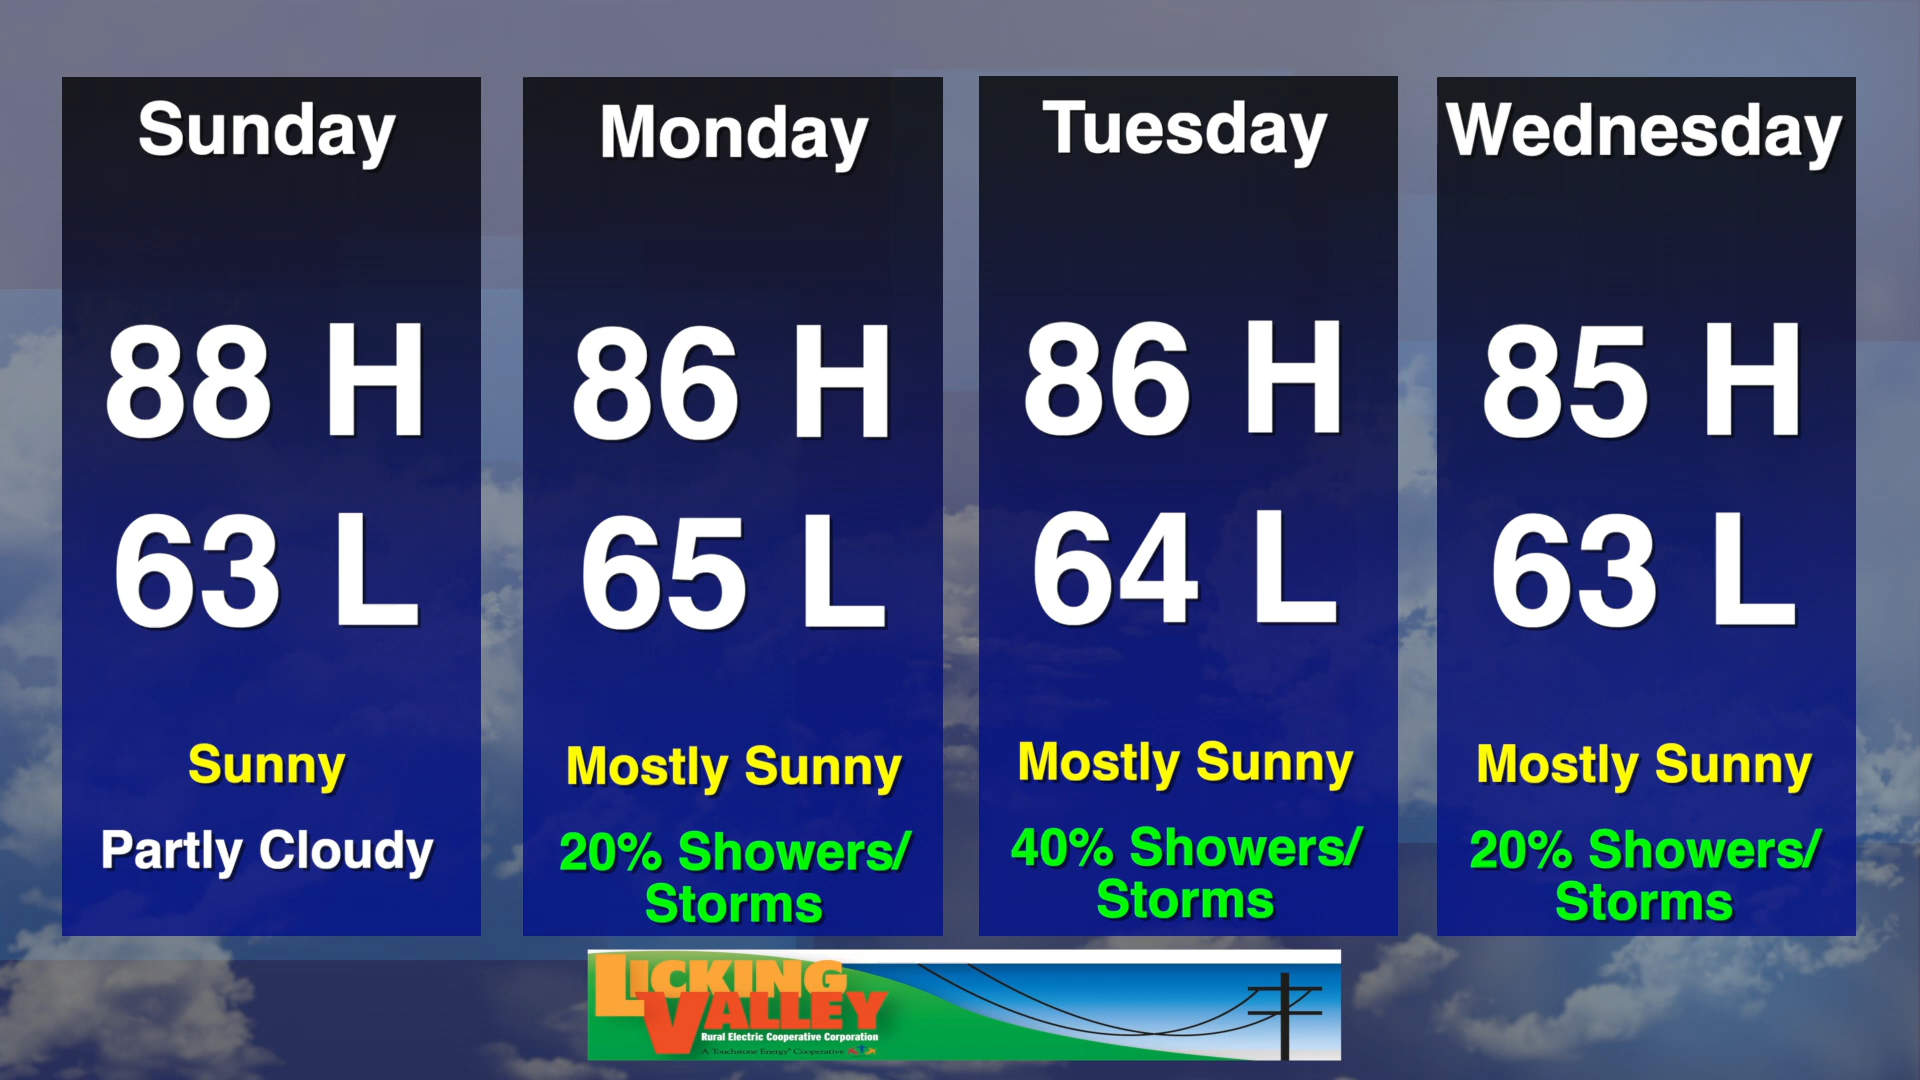 Sunday
88 H
63 L
Sunny
Partly Cloudy
Monday
86 H
65 L
Mostly Sunny
20% Showers/
Storms
Tuesday
86 H
64 L
Mostly Sunny
40% Showers/
Storms
Wednesday
85 H
63 L
Mostly Sunny
20% Showers/
Storms
LICKING
VALLEY
Rural Electric Cooperative Corporation
A Touchstone Energy® Cooperative